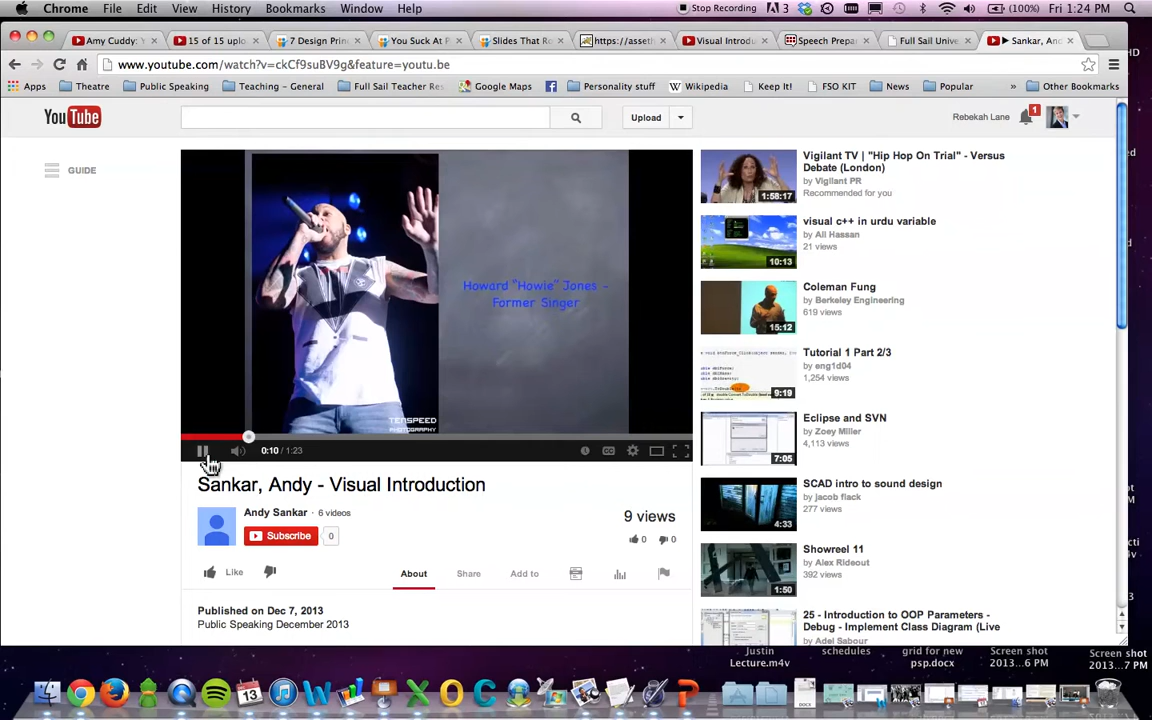 Chrome File Edit View History Bookmarks Window Help Stop Recording 3 (100%) Fri 1:24 PM
Amy Cuddy: 15 of 15 uplo 7 Design Prin You Suck At P Slides That Ro https://asseth Visual Introdu Speech Prepa Full Sail Unive Sankar, And
www.youtube.com/watch?v=ckCf9suBV9g&feature=youtu.be
Apps Theatre Public Speaking Teaching - General Full Sail Teacher Res Google Maps Personality stuff Wikipedia Keep It! FSO KIT News Popular » Other Bookmarks
YouTube Upload Rebekah Lane 1
GUIDE
Howard "Howie" Jones -
Former Singer
TENSPEED
PHOTOGRAPHY
0:10 / 1:23
Sankar, Andy - Visual Introduction
Andy Sankar · 6 videos
Subscribe 0
9 views
0 0
Like About Share Add to
Published on Dec 7, 2013
Public Speaking December 2013
Vigilant TV | "Hip Hop On Trial" - Versus
Debate (London)
by Vigilant PR
Recommended for you
1:58:17
visual c++ in urdu variable
by Ali Hassan
21 views
10:13
Coleman Fung
by Berkeley Engineering
619 views
15:12
Tutorial 1 Part 2/3
by eng1d04
1,254 views
9:19
Eclipse and SVN
by Zoey Miller
4,113 views
7:05
SCAD intro to sound design
by jacob flack
277 views
4:33
Showreel 11
by Alex Rideout
392 views
1:50
25 - Introduction to OOP Parameters -
Debug - Implement Class Diagram (Live
by Adel Sabour
Justin
Lecture.m4v
schedules
grid for new
psp.docx
Screen shot
2013...6 PM
Screen shot
2013...7 PM
13